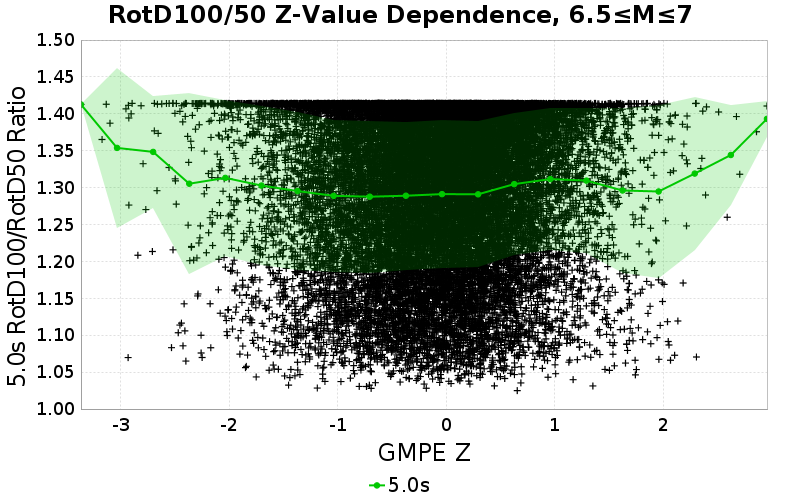 RotD100/50 Z-Value Dependence, 6.5≤M≤7
5.0s RotD100/RotD50 Ratio
1.50
1.45
1.40
1.35
1.30
1.25
1.20
1.15
1.10
1.05
1.00
-3 -2 -1 0 1 2
GMPE Z
5.0s